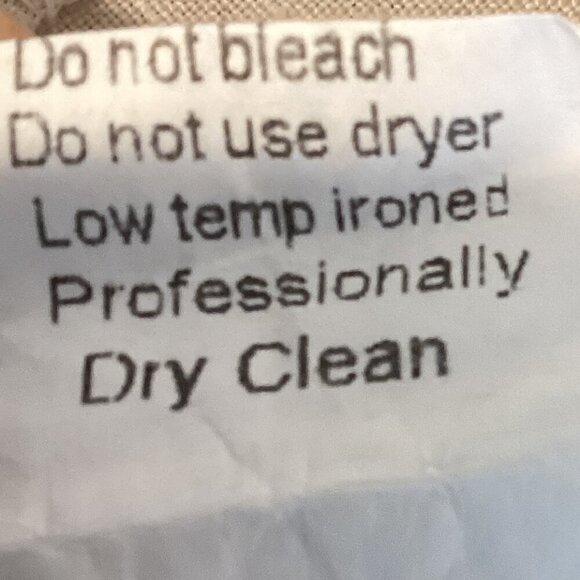 Do not bleach
Do not use dryer
Low temp ironed
Professionally
Dry Clean